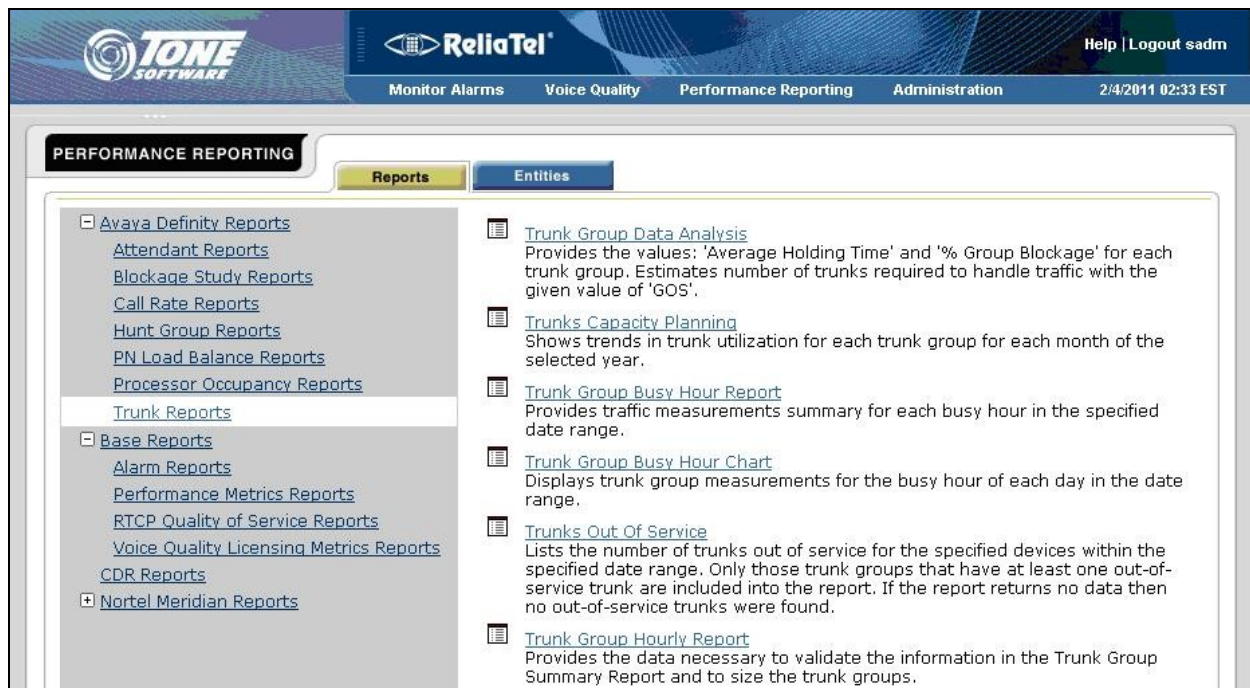 TONE
SOFTWARE
ReliaTel
Help | Logout sadm
Monitor Alarms Voice Quality Performance Reporting Administration 2/4/2011 02:33 EST
PERFORMANCE REPORTING
Reports Entities
Avaya Definity Reports
Attendant Reports
Blockage Study Reports
Call Rate Reports
Hunt Group Reports
PN Load Balance Reports
Processor Occupancy Reports
Trunk Reports
Base Reports
Alarm Reports
Performance Metrics Reports
RTCP Quality of Service Reports
Voice Quality Licensing Metrics Reports
CDR Reports
Nortel Meridian Reports
Trunk Group Data Analysis
Provides the values: 'Average Holding Time' and '% Group Blockage' for each
trunk group. Estimates number of trunks required to handle traffic with the
given value of 'GOS'.
Trunks Capacity Planning
Shows trends in trunk utilization for each trunk group for each month of the
selected year.
Trunk Group Busy Hour Report
Provides traffic measurements summary for each busy hour in the specified
date range.
Trunk Group Busy Hour Chart
Displays trunk group measurements for the busy hour of each day in the date
range.
Trunks Out Of Service
Lists the number of trunks out of service for the specified devices within the
specified date range. Only those trunk groups that have at least one out-of-
service trunk are included into the report. If the report returns no data then
no out-of-service trunks were found.
Trunk Group Hourly Report
Provides the data necessary to validate the information in the Trunk Group
Summary Report and to size the trunk groups.